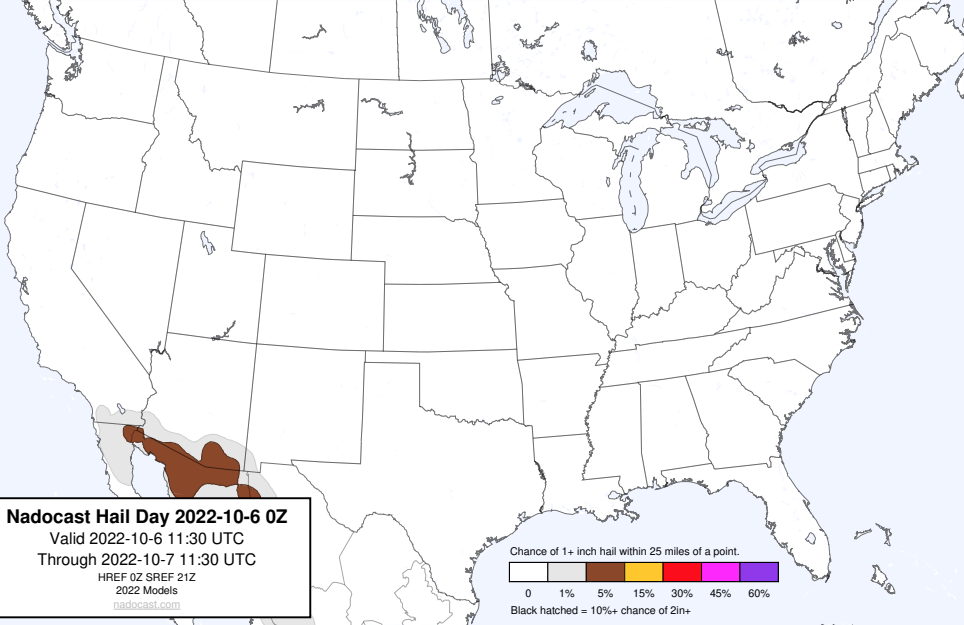 Nadocast Hail Day 2022-10-6 0Z
Valid 2022-10-6 11:30 UTC
Through 2022-10-7 11:30 UTC
HREF 0Z SREF 21Z
2022 Models
nadocast.com
Chance of 1+ inch hail within 25 miles of a point.
0 1% 5% 15% 30% 45% 60%
Black hatched = 10%+ chance of 2in+